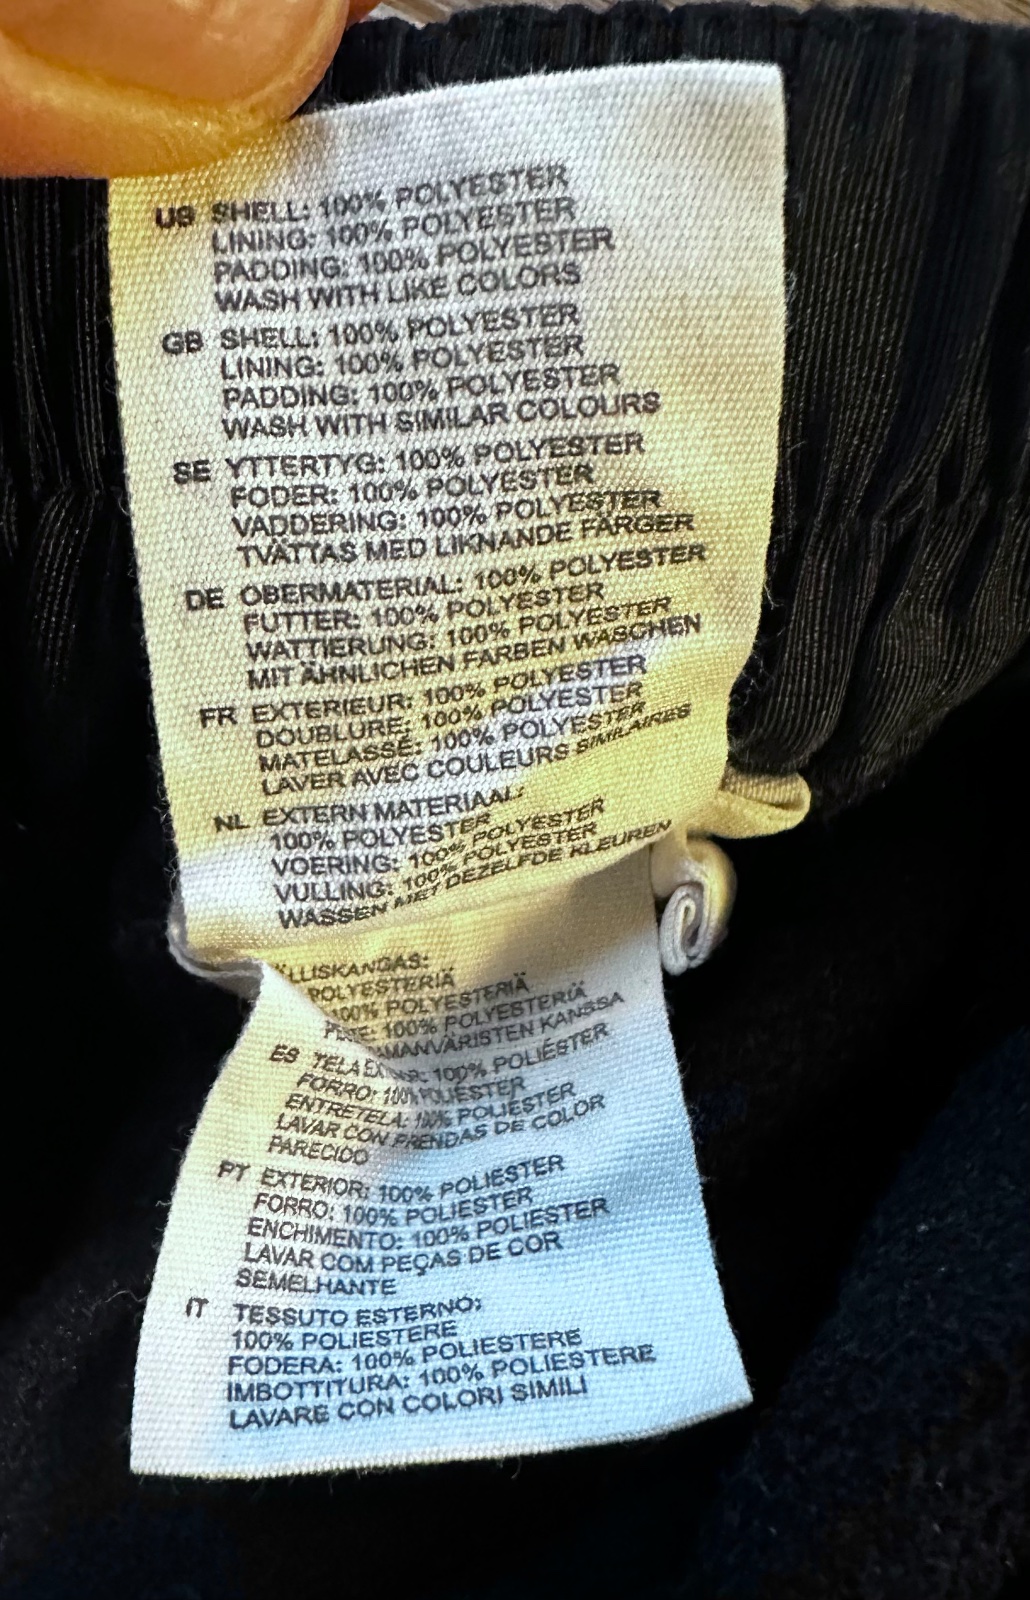 US SHELL: 100% POLYESTER
LINING: 100% POLYESTER
PADDING: 100% POLYESTER
WASH WITH LIKE COLORS
GB SHELL: 100% POLYESTER
LINING: 100% POLYESTER
PADDING: 100% POLYESTER
WASH WITH SIMILAR COLOURS
SE YTTERTYG: 100% POLYESTER
FODER: 100% POLYESTER
VADDERING: 100% POLYESTER
TVÄTTAS MED LIKNANDE FÄRGER
DE OBERMATERIAL: 100% POLYESTER
FUTTER: 100% POLYESTER
WATTIERUNG: 100% POLYESTER
MIT ÄHNLICHEN FARBEN WASCHEN
FR EXTERIEUR: 100% POLYESTER
DOUBLURE: 100% POLYESTER
MATELASSÉ: 100% POLYESTER
LAVER AVEC COULEURS SIMILAIRES
NL EXTERN MATERIAAL:
100% POLYESTER
VOERING: 100% POLYESTER
VULLING: 100% POLYESTER
WASSEN MET DEZELFDE KLEUREN
POLYESTERIÄ
100% POLYESTERIÄ
100% POLYESTERIÄ
KANSSA
ES TELA 100% POLIÉSTER
FORRO: 100% POLIESTER
ENTRETELA: 100% POLIESTER
LAVAR CON PRENDAS DE COLOR
PARECIDO
PT EXTERIOR: 100% POLIESTER
FORRO: 100% POLIESTER
ENCHIMENTO: 100% POLIESTER
LAVAR COM PEÇAS DE COR
SEMELHANTE
IT TESSUTO ESTERNO:
100% POLIESTERE
FODERA: 100% POLIESTERE
IMBOTTITURA: 100% POLIESTERE
LAVARE CON COLORI SIMILI